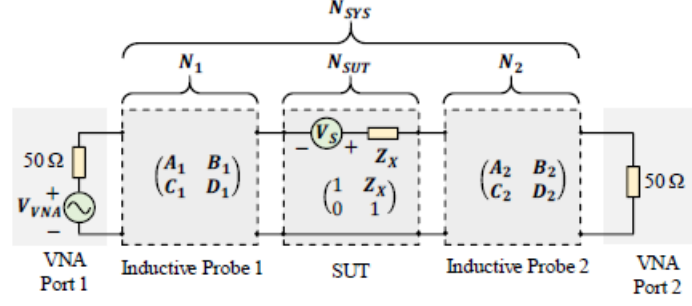 N_SYS
N_1 N_SUT N_2
50 Ω
+
V_VNA
−
(A_1 B_1
C_1 D_1)
− V_S + Z_X
(1 Z_X
0 1)
(A_2 B_2
C_2 D_2)
50 Ω
VNA
Port 1
Inductive Probe 1
SUT
Inductive Probe 2
VNA
Port 2